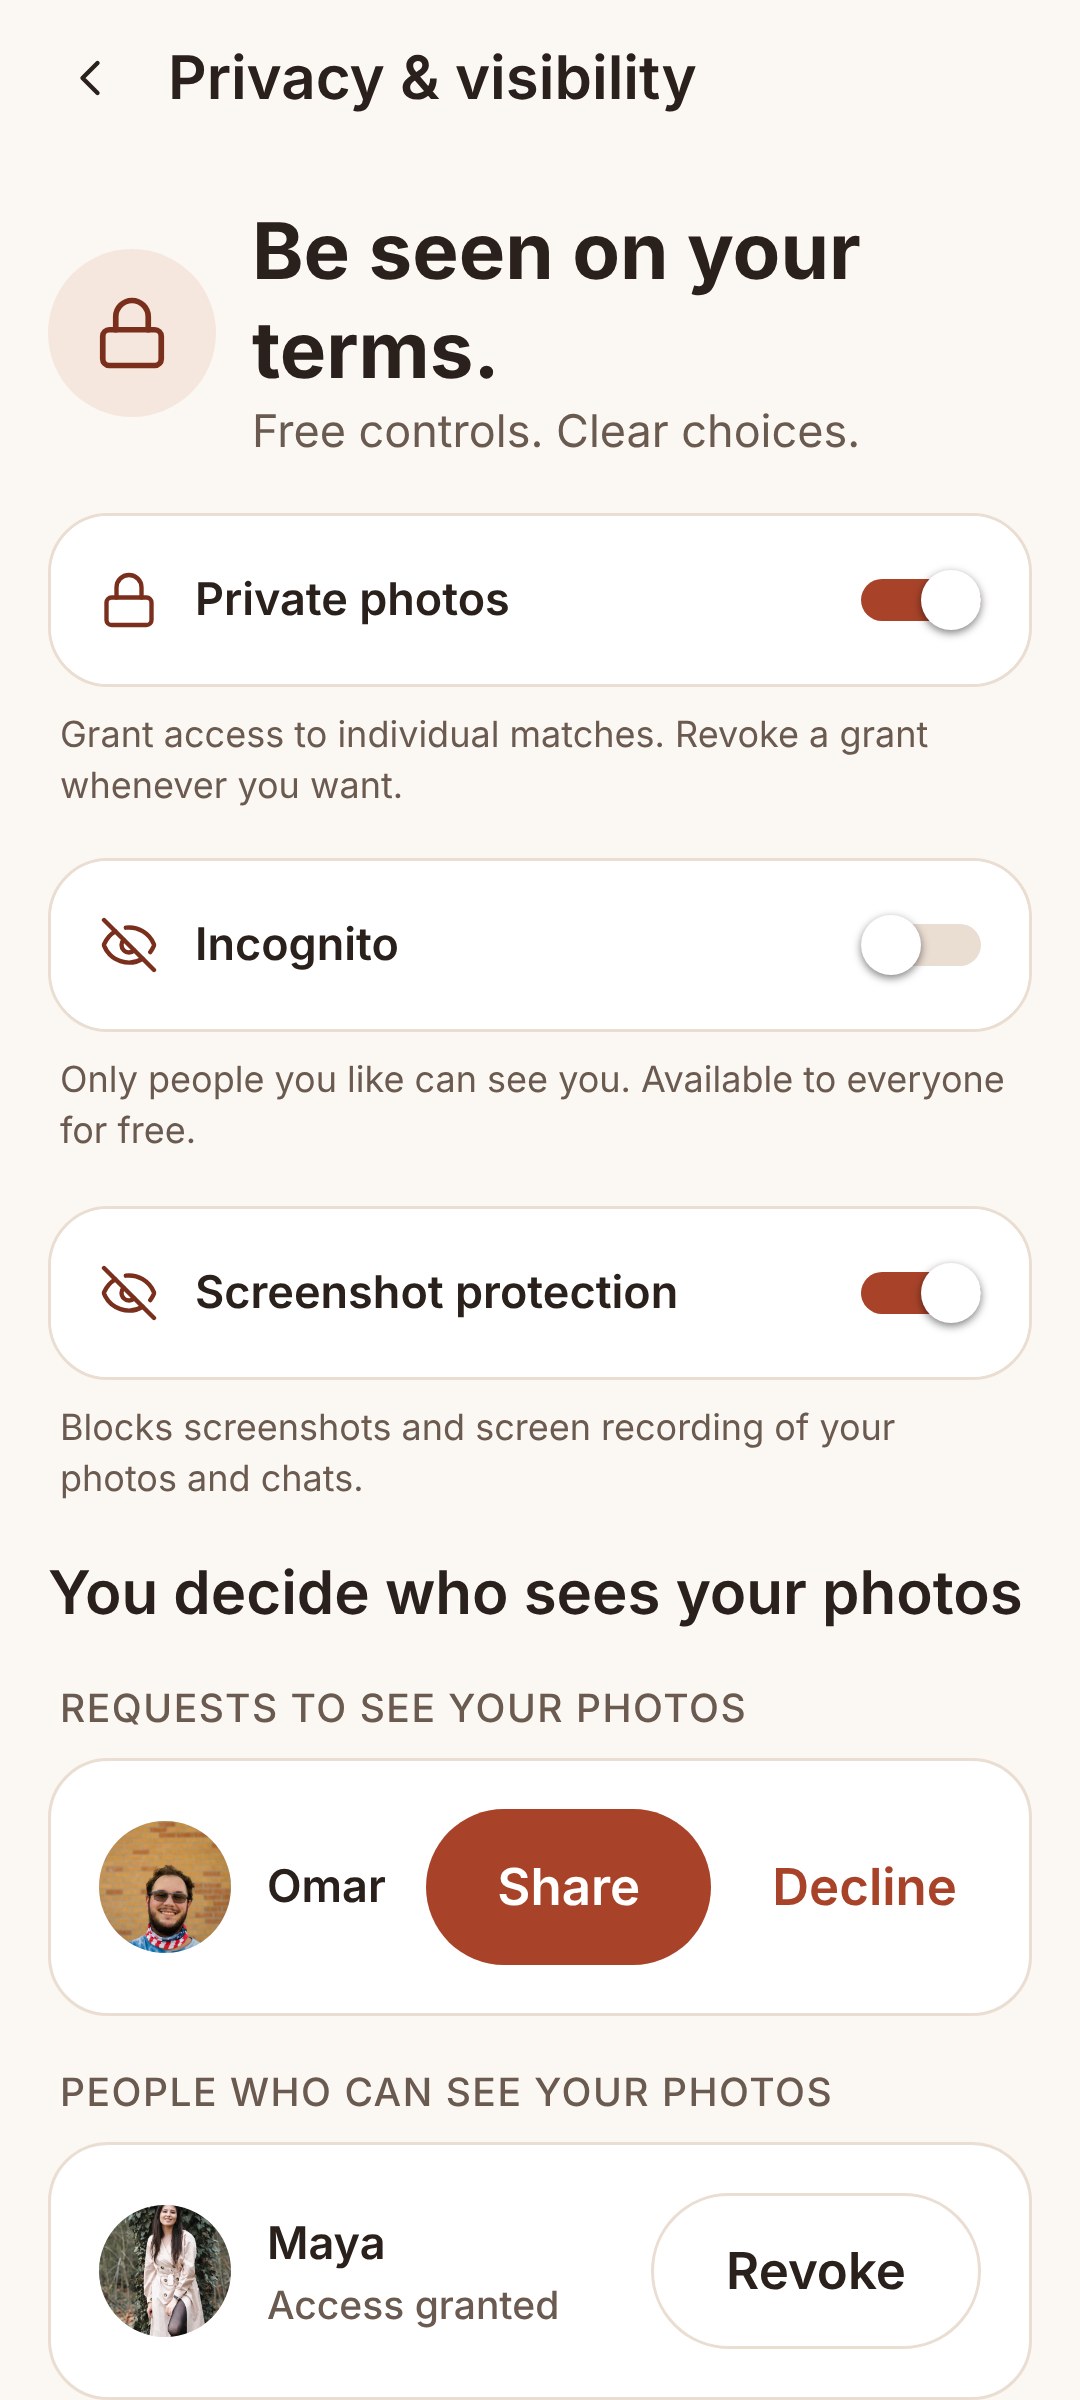 Privacy & visibility
Be seen on your
terms.
Free controls. Clear choices.
Private photos
Grant access to individual matches. Revoke a grant
whenever you want.
Incognito
Only people you like can see you. Available to everyone
for free.
Screenshot protection
Blocks screenshots and screen recording of your
photos and chats.
You decide who sees your photos
REQUESTS TO SEE YOUR PHOTOS
Omar
Share
Decline
PEOPLE WHO CAN SEE YOUR PHOTOS
Maya
Access granted
Revoke